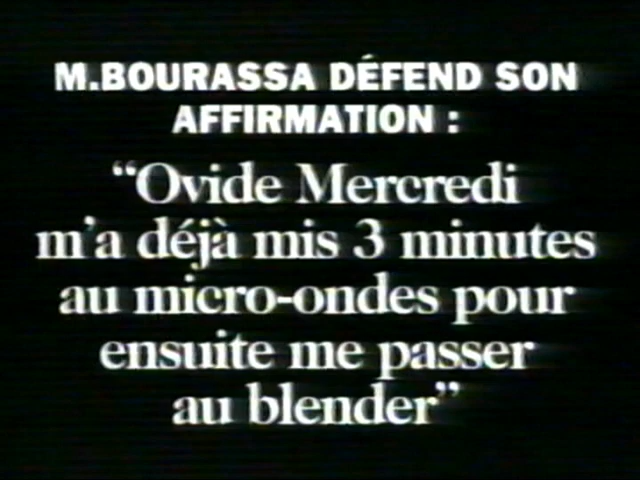 M.BOURASSA DÉFEND SON
AFFIRMATION :
“Ovide Mercredi
m'a déjà mis 3 minutes
au micro-ondes pour
ensuite me passer
au blender”